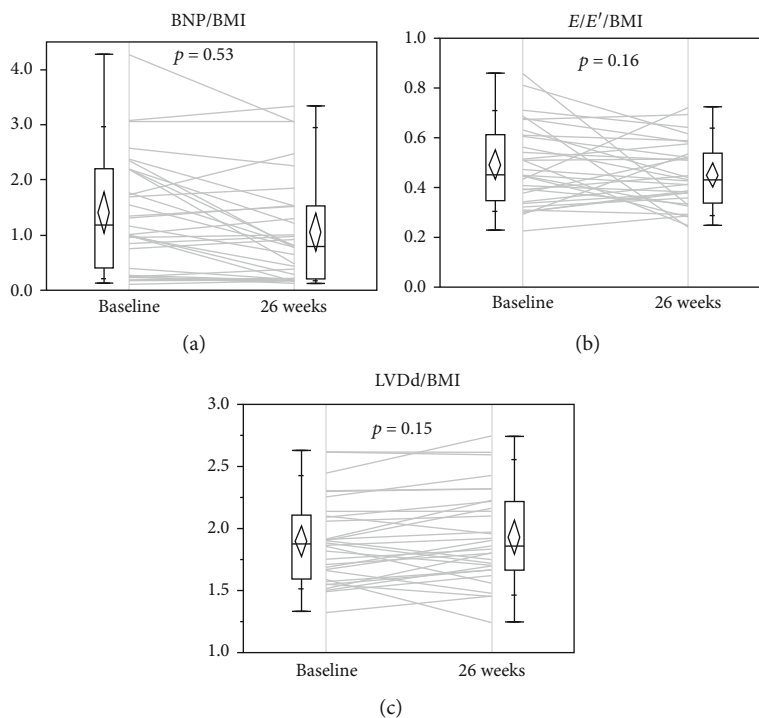 BNP/BMI
p = 0.53
4.0
3.0
2.0
1.0
0.0
Baseline 26 weeks
(a)
E/E′/BMI
p = 0.16
1.0
0.8
0.6
0.4
0.2
0.0
Baseline 26 weeks
(b)
LVDd/BMI
p = 0.15
3.0
2.5
2.0
1.5
1.0
Baseline 26 weeks
(c)